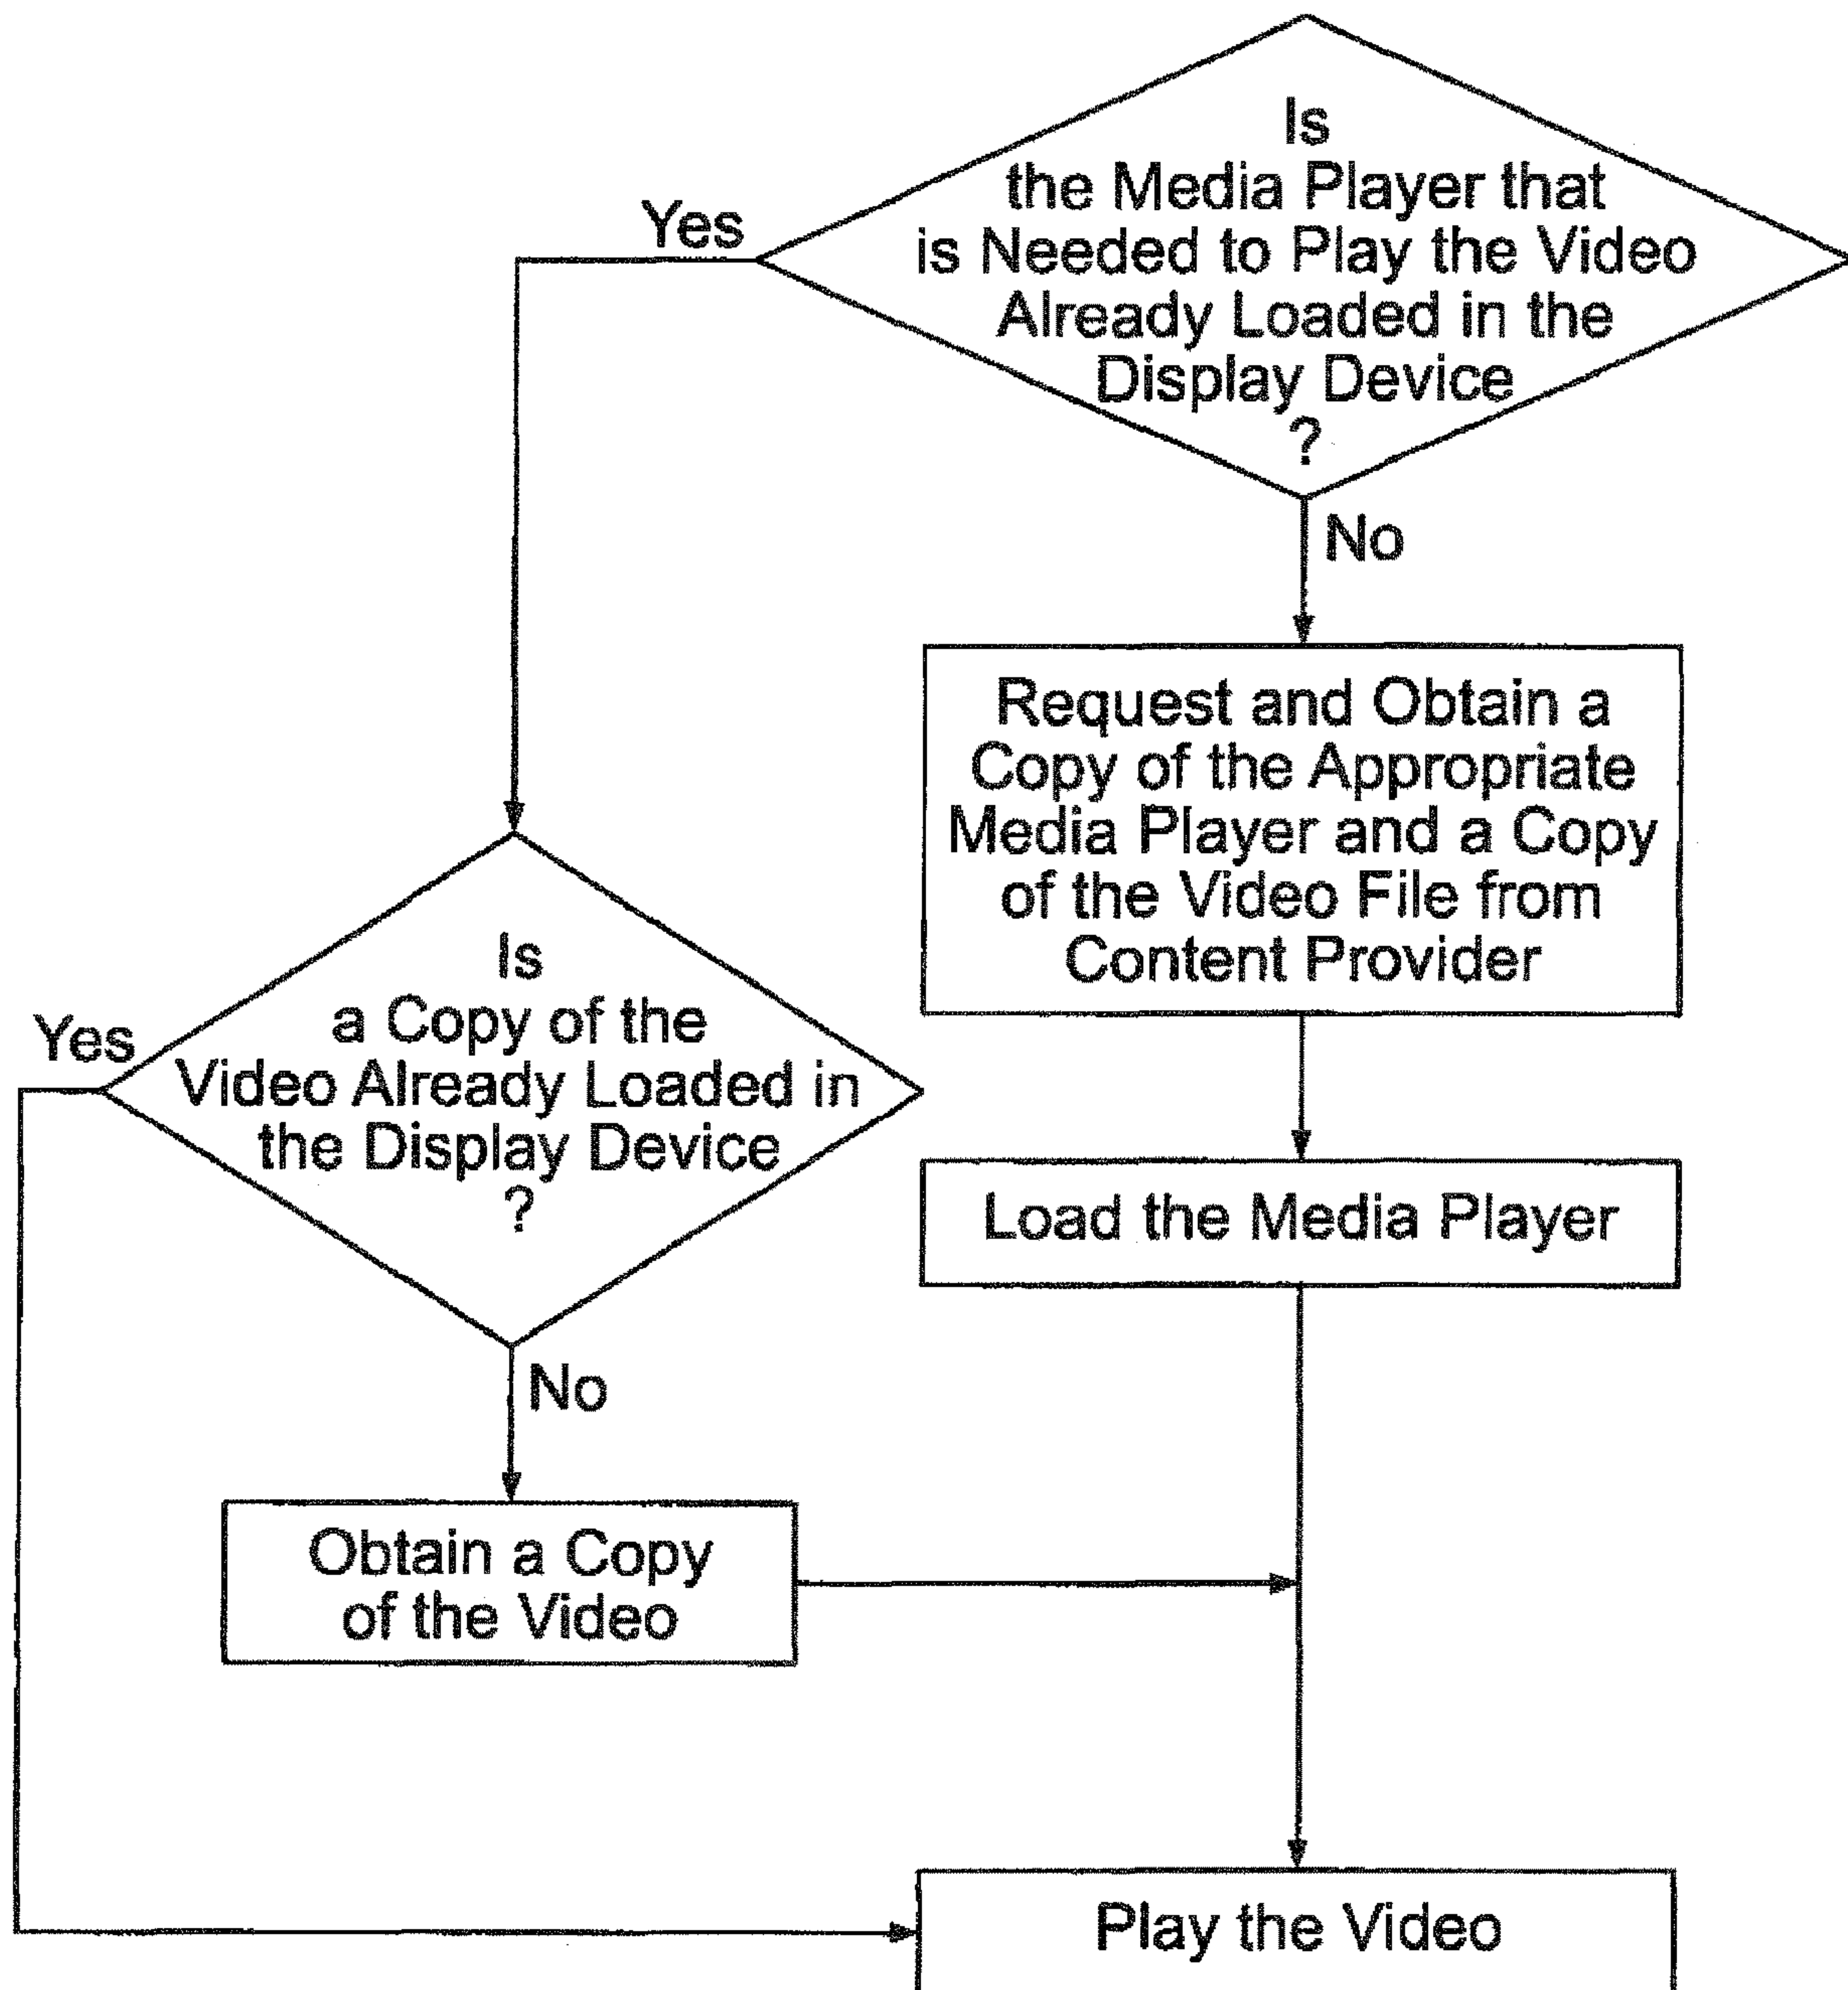 Is
the Media Player that
is Needed to Play the Video
Already Loaded in the
Display Device
?
Yes
No
Request and Obtain a
Copy of the Appropriate
Media Player and a Copy
of the Video File from
Content Provider
Is
a Copy of the
Video Already Loaded in
the Display Device
?
Yes
Load the Media Player
No
Obtain a Copy
of the Video
Play the Video